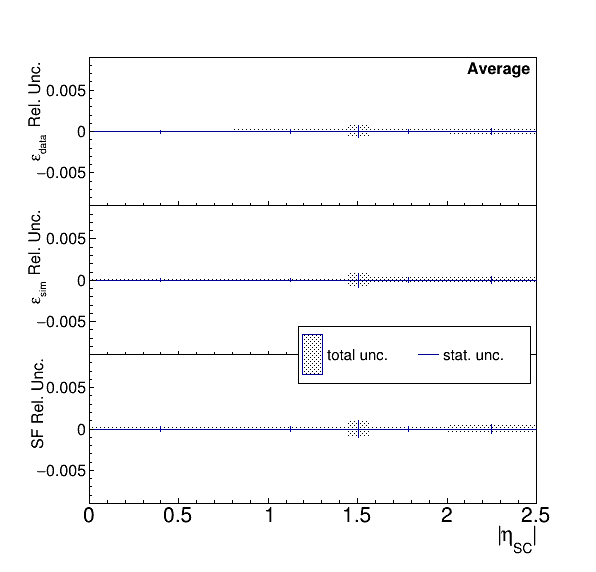 Average
ε_data Rel. Unc.
0.005
0
−0.005
ε_sim Rel. Unc.
0.005
0
−0.005
total unc.
stat. unc.
SF Rel. Unc.
0.005
0
−0.005
0 0.5 1 1.5 2 2.5
|η_SC|